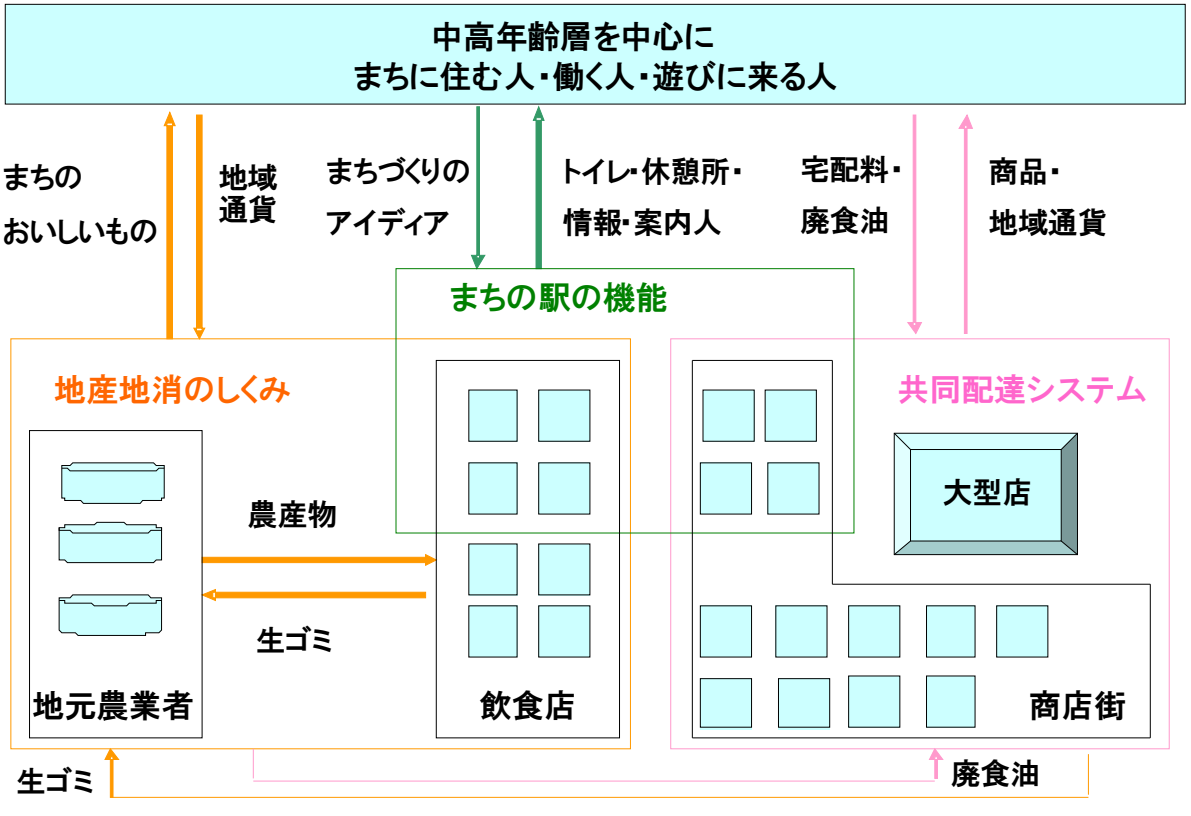 中高年齢層を中心に
まちに住む人・働く人・遊びに来る人
まちの
おいしいもの
地域
通貨
まちづくりの
アイディア
トイレ・休憩所・
情報・案内人
宅配料・
廃食油
商品・
地域通貨
まちの駅の機能
地産地消のしくみ
共同配達システム
大型店
農産物
生ゴミ
地元農業者
飲食店
商店街
生ゴミ
廃食油